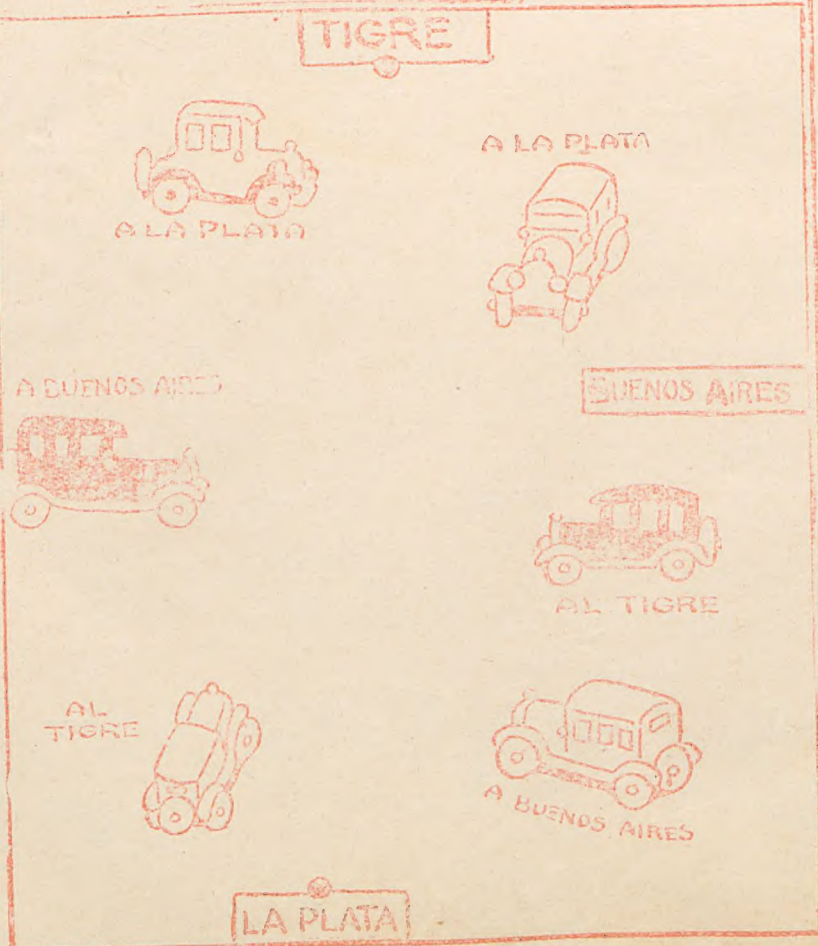 TIGRE
A LA PLATA
A LA PLATA
A BUENOS AIRES
BUENOS AIRES
AL TIGRE
AL
TIGRE
A BUENOS AIRES
LA PLATA